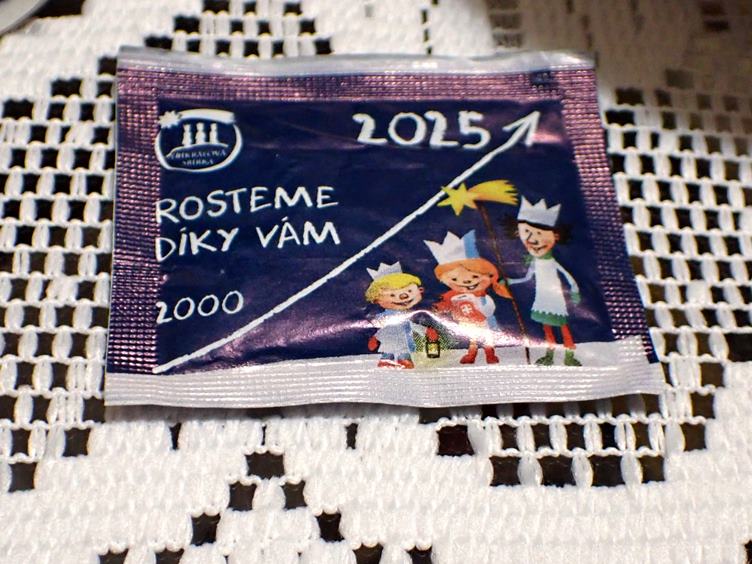 2025
TŘÍKRÁLOVÁ
SBÍRKA
ROSTEME
DÍKY VÁM
2000